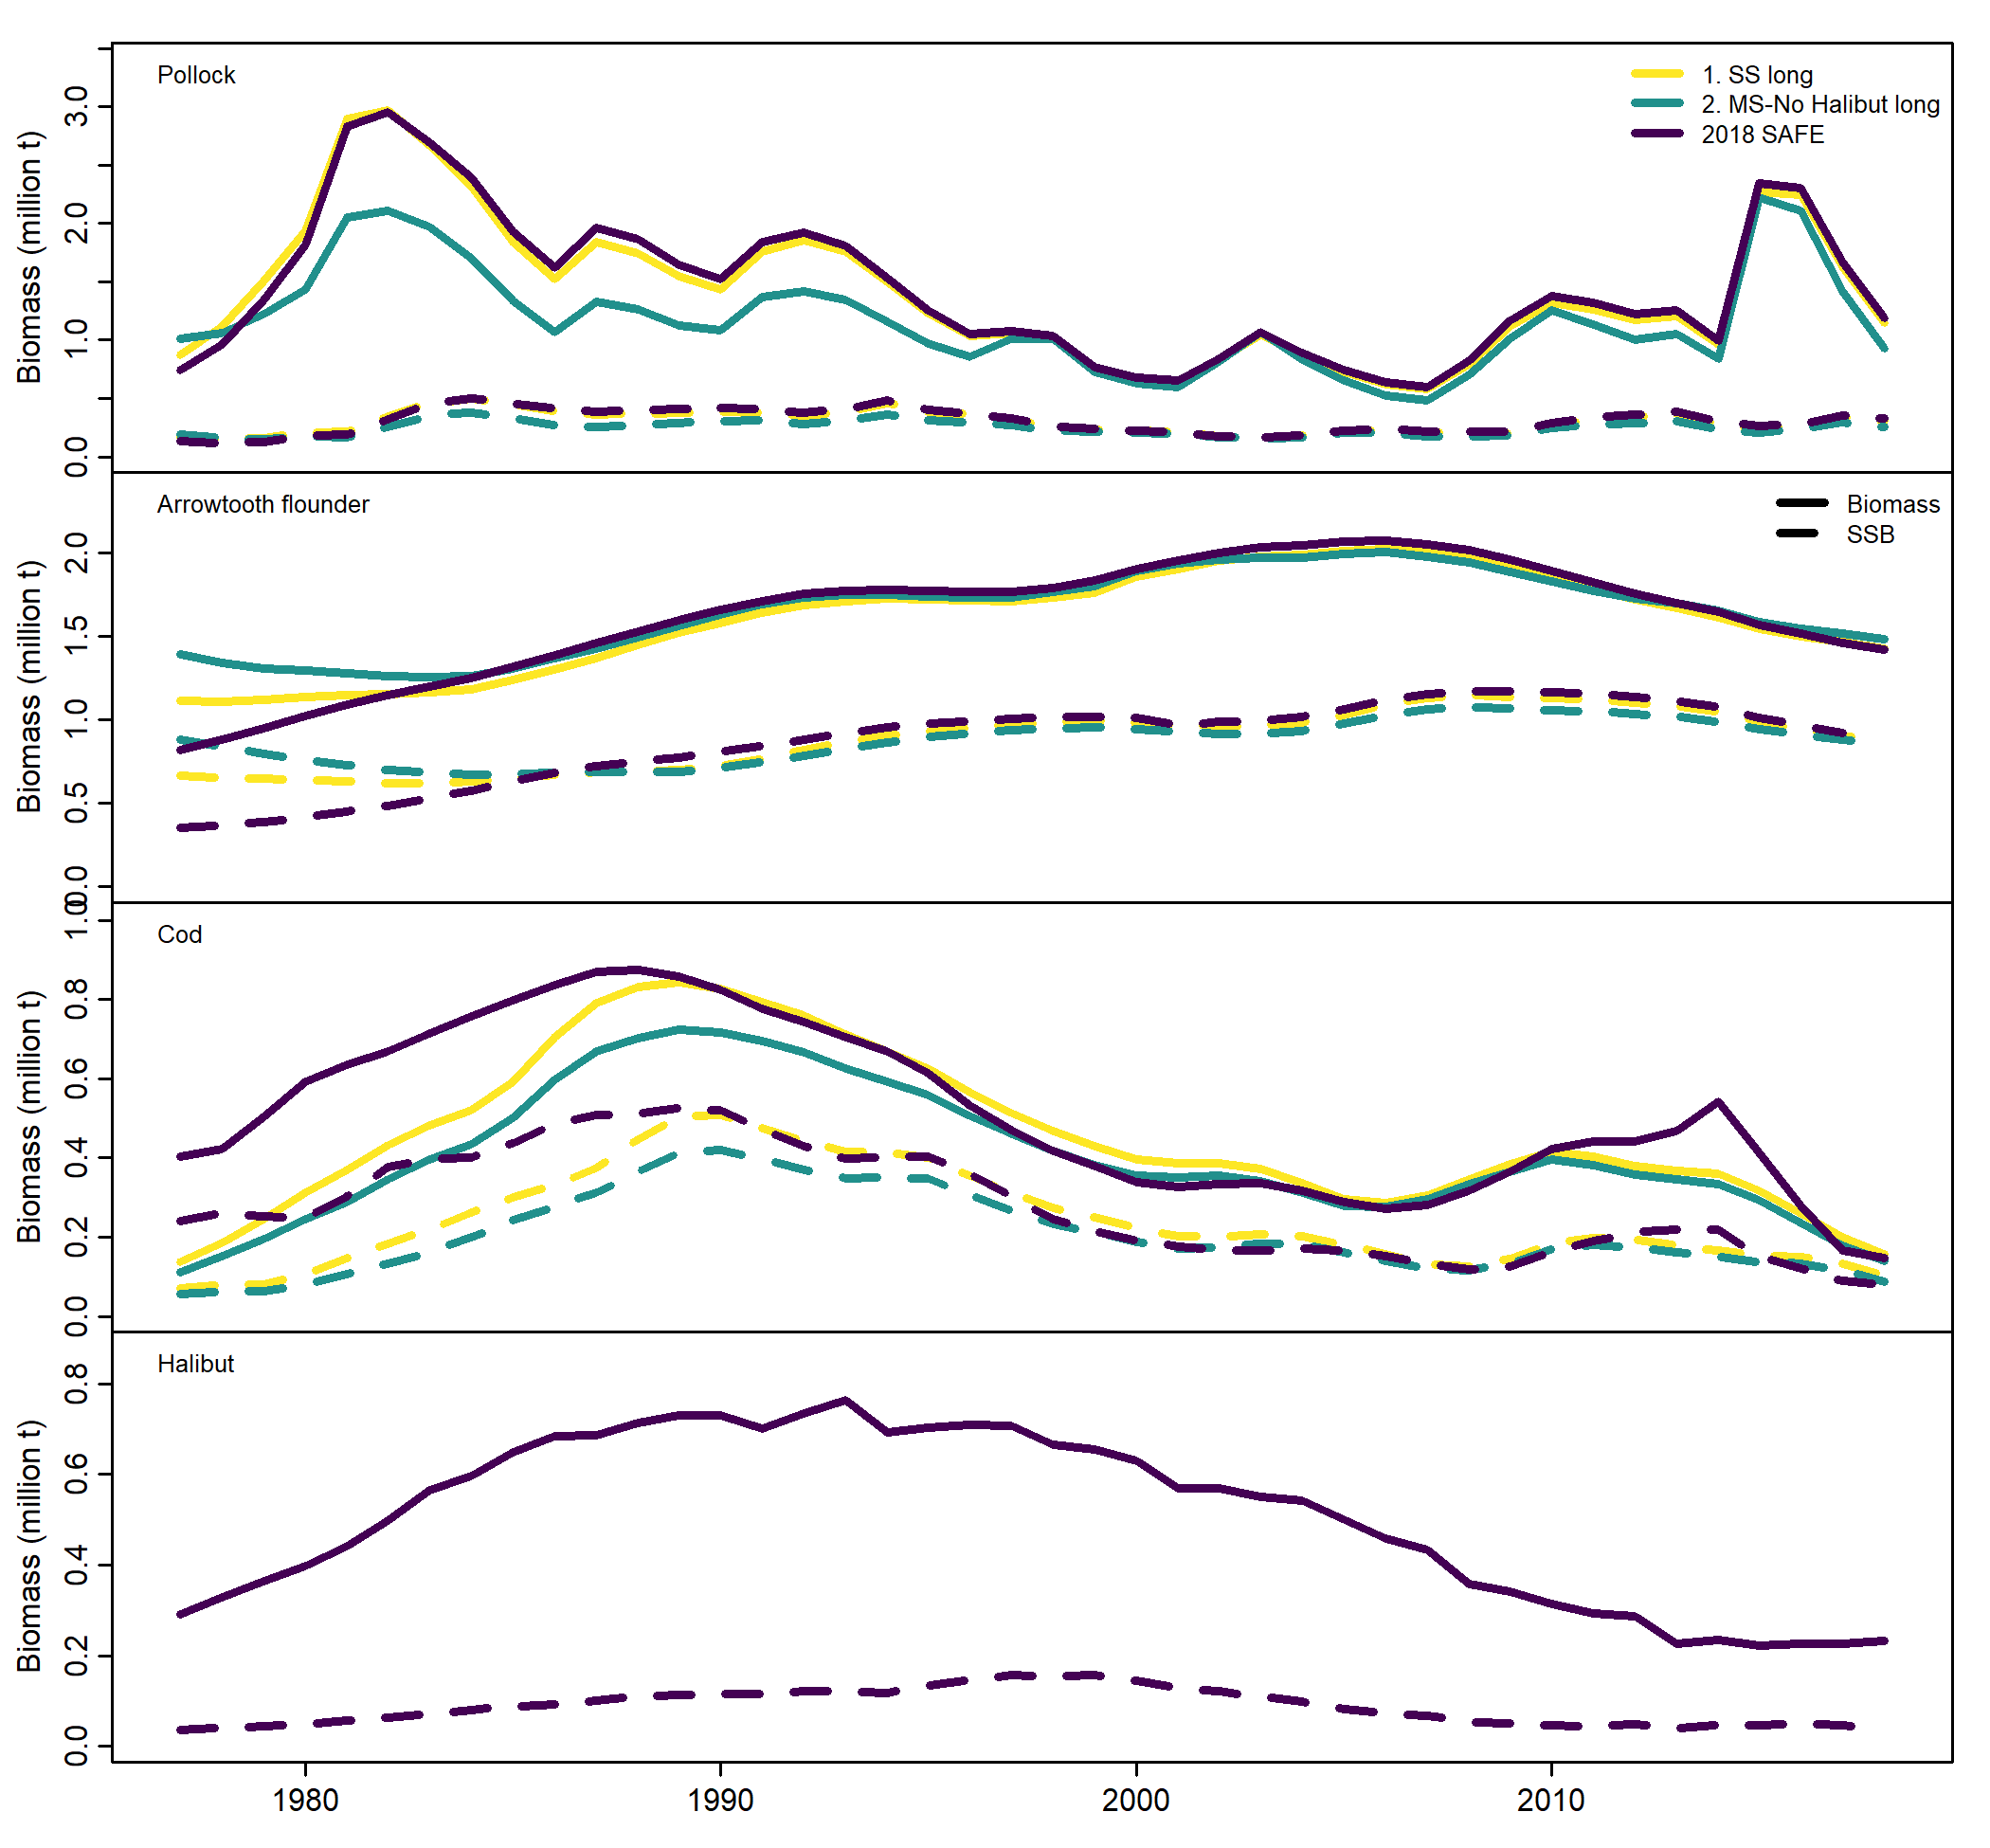 Pollock
1. SS long
2. MS-No Halibut long
2018 SAFE
Biomass (million t)
3.0
2.0
1.0
0.0
Arrowtooth flounder
Biomass
SSB
Biomass (million t)
2.0
1.5
1.0
0.5
0.0
Cod
Biomass (million t)
1.0
0.8
0.6
0.4
0.2
0.0
Halibut
Biomass (million t)
0.8
0.6
0.4
0.2
0.0
1980 1990 2000 2010